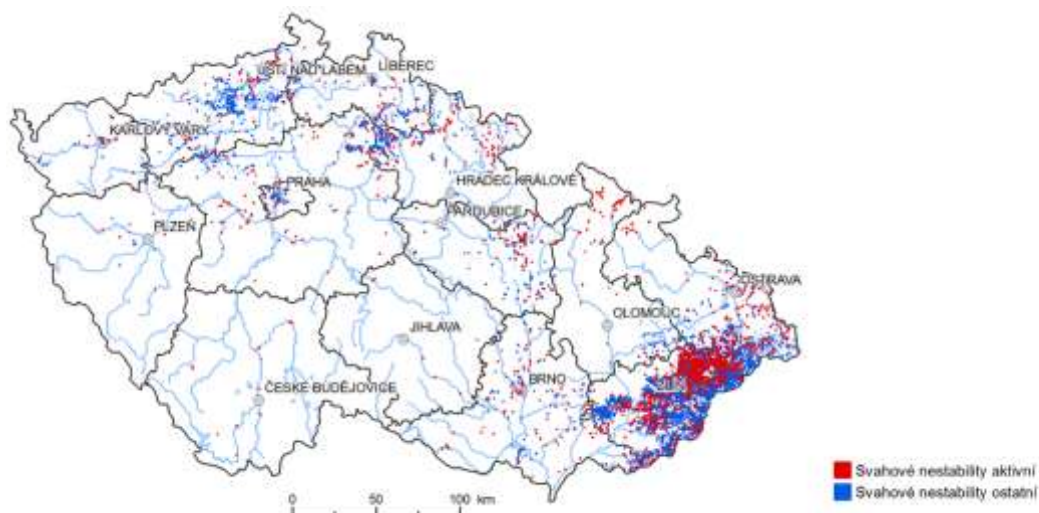 ÚSTÍ NAD LABEM
LIBEREC
KARLOVY VARY
PRAHA
HRADEC KRÁLOVÉ
PARDUBICE
PLZEŇ
OSTRAVA
OLOMOUC
JIHLAVA
BRNO
ČESKÉ BUDĚJOVICE
Svahové nestability aktivní
Svahové nestability ostatní
0 50 100 km